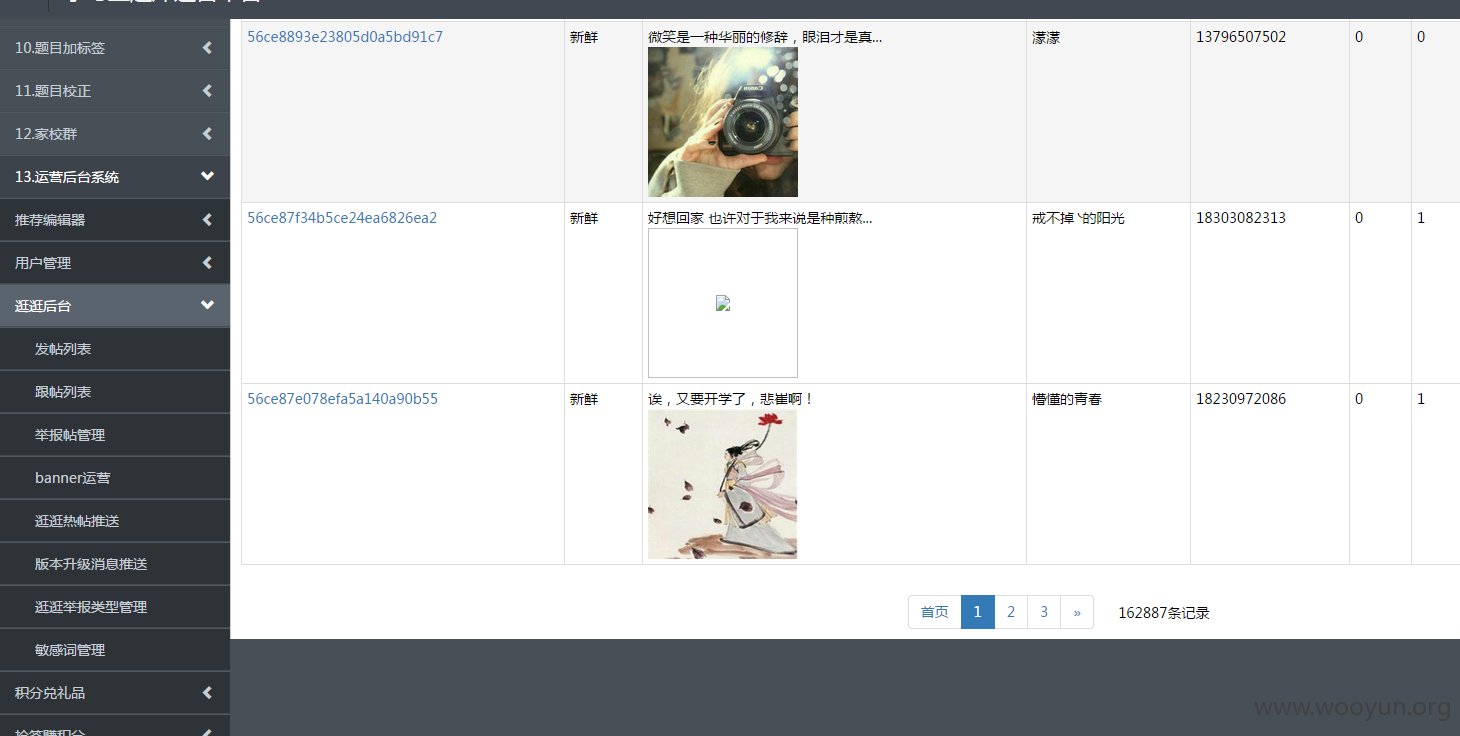 10.题目加标签
11.题目校正
12.家校群
13.运营后台系统
推荐编辑器
用户管理
逛逛后台
发帖列表
跟帖列表
举报帖管理
banner运营
逛逛热帖推送
版本升级消息推送
逛逛举报类型管理
敏感词管理
积分兑礼品
抢答赚积分
56ce8893e23805d0a5bd91c7 新鲜 微笑是一种华丽的修辞，眼泪才是真... 濛濛 13796507502 0 0
CANON
56ce87f34b5ce24ea6826ea2 新鲜 好想回家 也许对于我来说是种煎熬... 戒不掉丶的阳光 18303082313 0 1
56ce87e078efa5a140a90b55 新鲜 诶，又要开学了，悲崔啊！ 懵懂的青春 18230972086 0 1
首页 1 2 3 » 162887条记录
www.wooyun.org